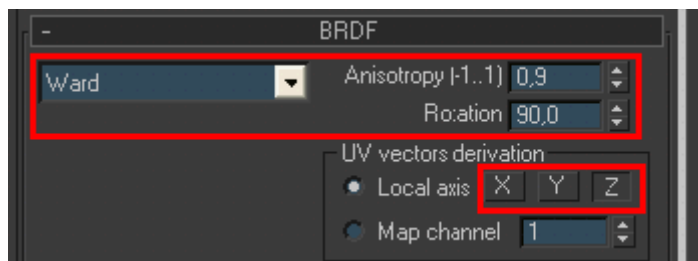 - BRDF
Ward Anisotropy (-1..1) 0,9
Rotation 90,0
UV vectors derivation
Local axis X Y Z
Map channel 1